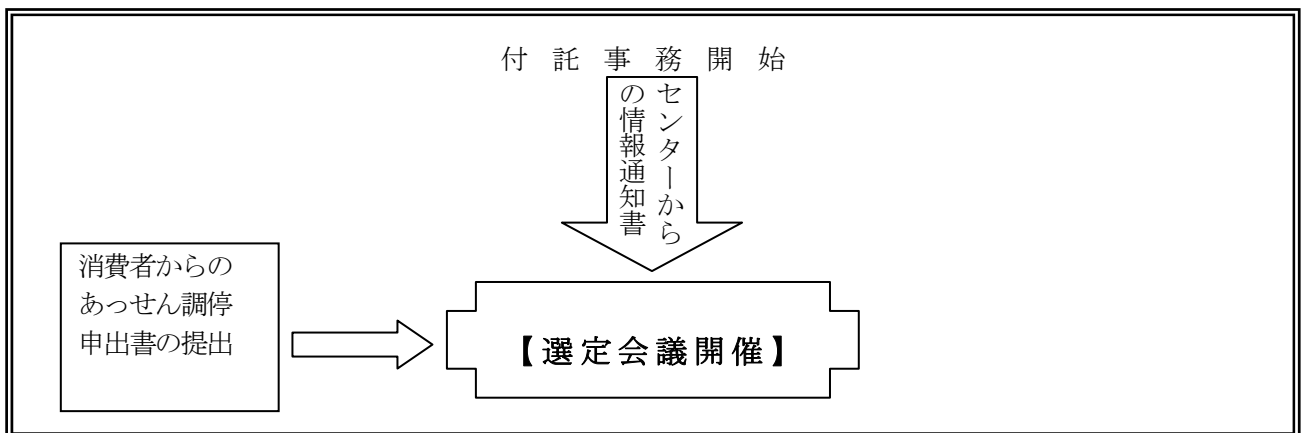 付託事務開始
センターから
の情報通知書
消費者からの
あっせん調停
申出書の提出
【選定会議開催】